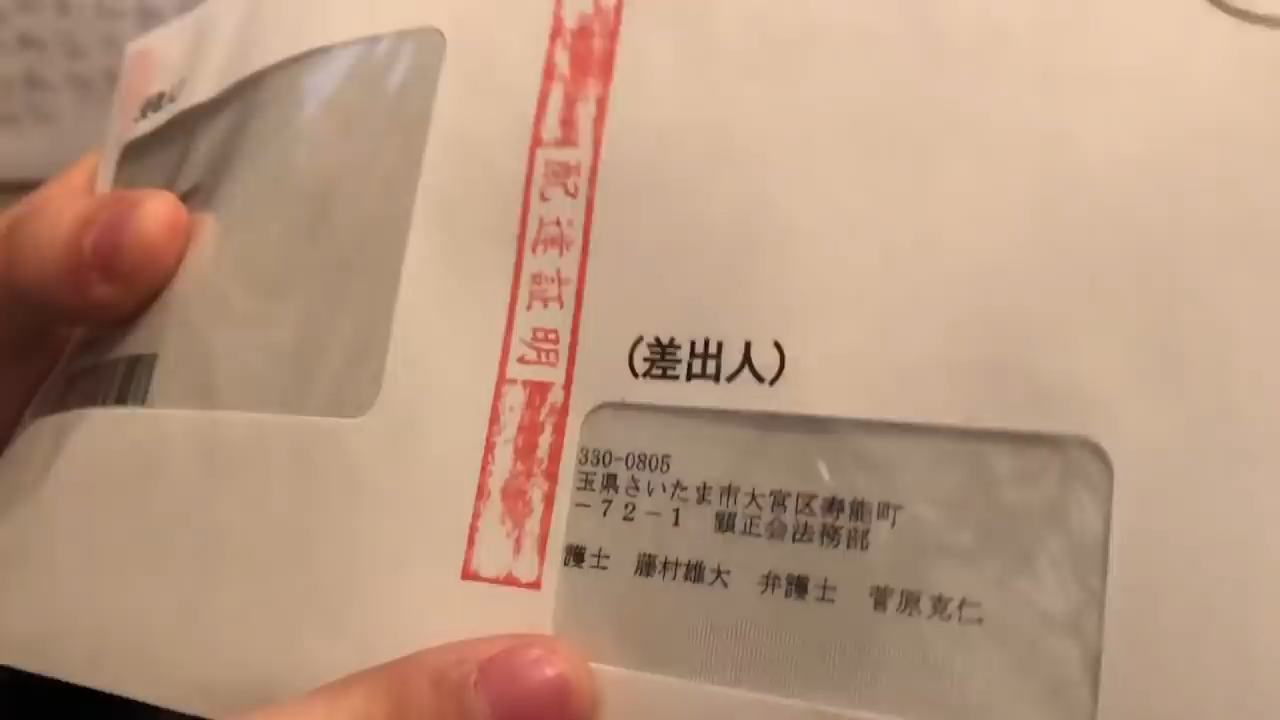 配達証明
(差出人)
330-0805
玉県さいたま市大宮区寿能町
-72-1 顕正会法務部
護士 藤村雄大 弁護士 菅原克仁